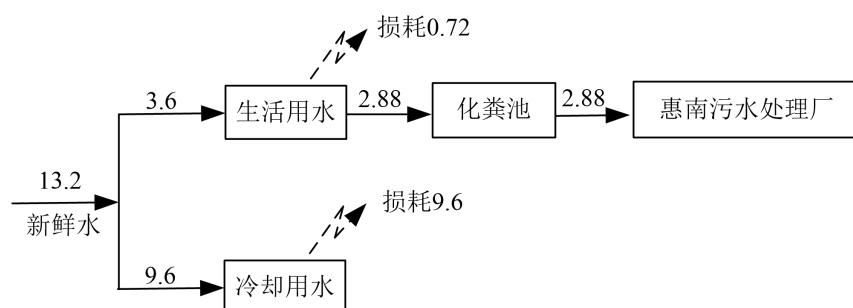 损耗0.72
3.6
生活用水
2.88
化粪池
2.88
惠南污水处理厂
13.2
新鲜水
损耗9.6
9.6
冷却用水